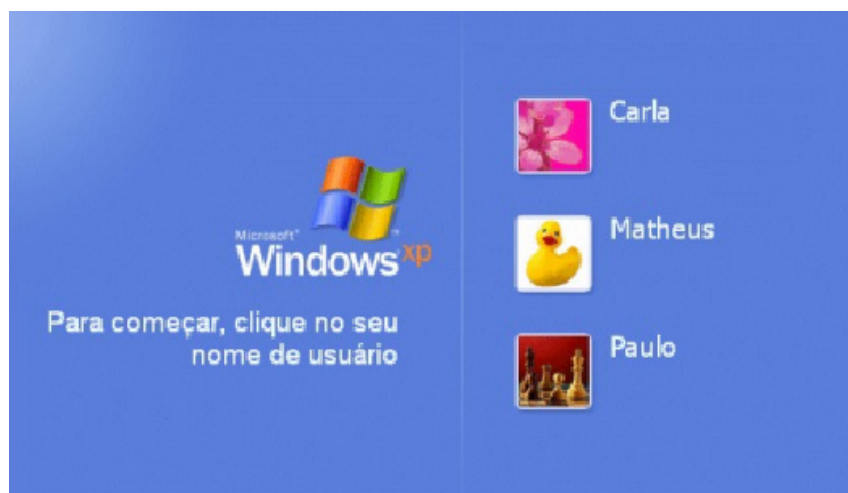 Microsoft®
Windows xp
Para começar, clique no seu
nome de usuário
Carla
Matheus
Paulo